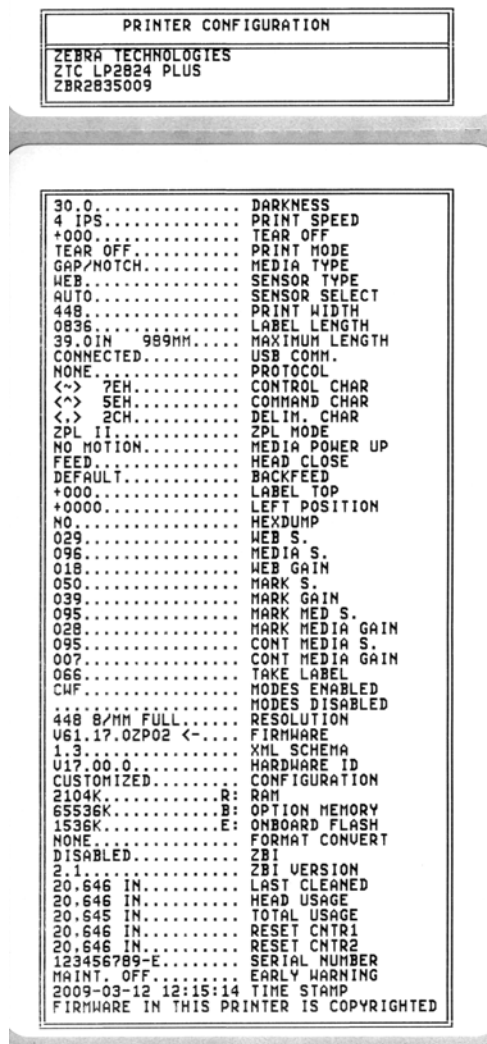 PRINTER CONFIGURATION
ZEBRA TECHNOLOGIES
ZTC LP2824 PLUS
ZBR2835009
30.0............... DARKNESS
4 IPS.............. PRINT SPEED
+000............... TEAR OFF
TEAR OFF........... PRINT MODE
GAP/NOTCH.......... MEDIA TYPE
WEB................ SENSOR TYPE
AUTO............... SENSOR SELECT
448................ PRINT WIDTH
0836............... LABEL LENGTH
39.0IN   989MM..... MAXIMUM LENGTH
CONNECTED.......... USB COMM.
NONE............... PROTOCOL
<~>  7EH........... CONTROL CHAR
<^>  5EH........... COMMAND CHAR
<,>  2CH........... DELIM. CHAR
ZPL II............. ZPL MODE
NO MOTION.......... MEDIA POWER UP
FEED............... HEAD CLOSE
DEFAULT............ BACKFEED
+000............... LABEL TOP
+0000.............. LEFT POSITION
NO................. HEXDUMP
029................ WEB S.
096................ MEDIA S.
018................ WEB GAIN
050................ MARK S.
039................ MARK GAIN
095................ MARK MED S.
028................ MARK MEDIA GAIN
095................ CONT MEDIA S.
007................ CONT MEDIA GAIN
066................ TAKE LABEL
CWF................ MODES ENABLED
................... MODES DISABLED
448 8/MM FULL...... RESOLUTION
V61.17.0ZP02 <-.... FIRMWARE
1.3................ XML SCHEMA
V17.00.0........... HARDWARE ID
CUSTOMIZED......... CONFIGURATION
2104K............R: RAM
65536K...........B: OPTION MEMORY
1536K............E: ONBOARD FLASH
NONE............... FORMAT CONVERT
DISABLED........... ZBI
2.1................ ZBI VERSION
20.646 IN.......... LAST CLEANED
20.646 IN.......... HEAD USAGE
20.645 IN.......... TOTAL USAGE
20.646 IN.......... RESET CNTR1
20.646 IN.......... RESET CNTR2
123456789-E........ SERIAL NUMBER
MAINT. OFF......... EARLY WARNING
2009-03-12 12:15:14 TIME STAMP
FIRMWARE IN THIS PRINTER IS COPYRIGHTED